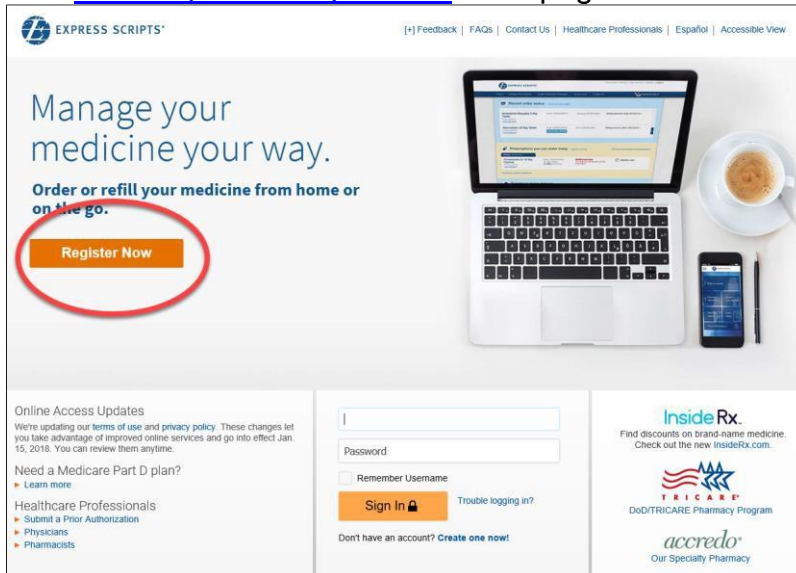 EXPRESS SCRIPTS
[+] Feedback | FAQs | Contact Us | Healthcare Professionals | Español | Accessible View
Manage your
medicine your way.
Order or refill your medicine from home or
on the go.
Register Now
Online Access Updates
We're updating our terms of use and privacy policy. These changes let
you take advantage of improved online services and go into effect Jan.
15, 2018. You can review them anytime.
Need a Medicare Part D plan?
Learn more
Healthcare Professionals
Submit a Prior Authorization
Physicians
Pharmacists
Password
Remember Username
Sign In
Trouble logging in?
Don't have an account? Create one now!
InsideRx
Find discounts on brand-name medicine.
Check out the new InsideRx.com.
TRICARE
DoD/TRICARE Pharmacy Program
accredo
Our Specialty Pharmacy